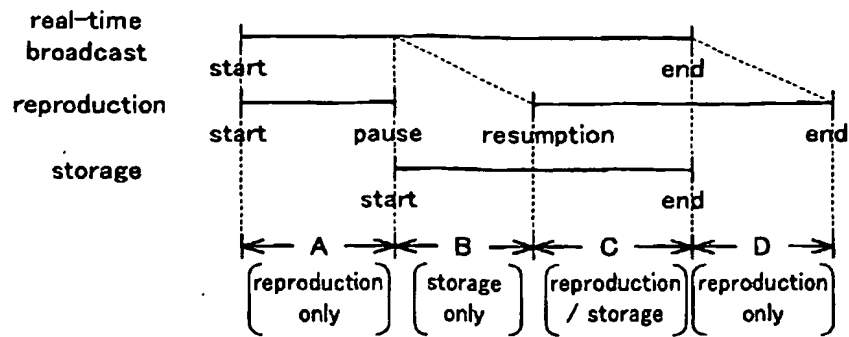 real-time
broadcast
start
end
reproduction
start
pause
resumption
end
storage
start
end
A
B
C
D
reproduction
only
storage
only
reproduction
/ storage
reproduction
only